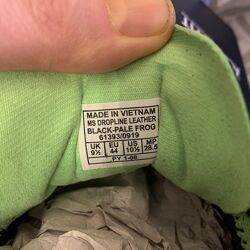 MADE IN VIETNAM
MS DROPLINE LEATHER
BLACK-PALE FROG
61393/0919
UK EU US MP
9½ 44 10½ 28.5
PY 1-06